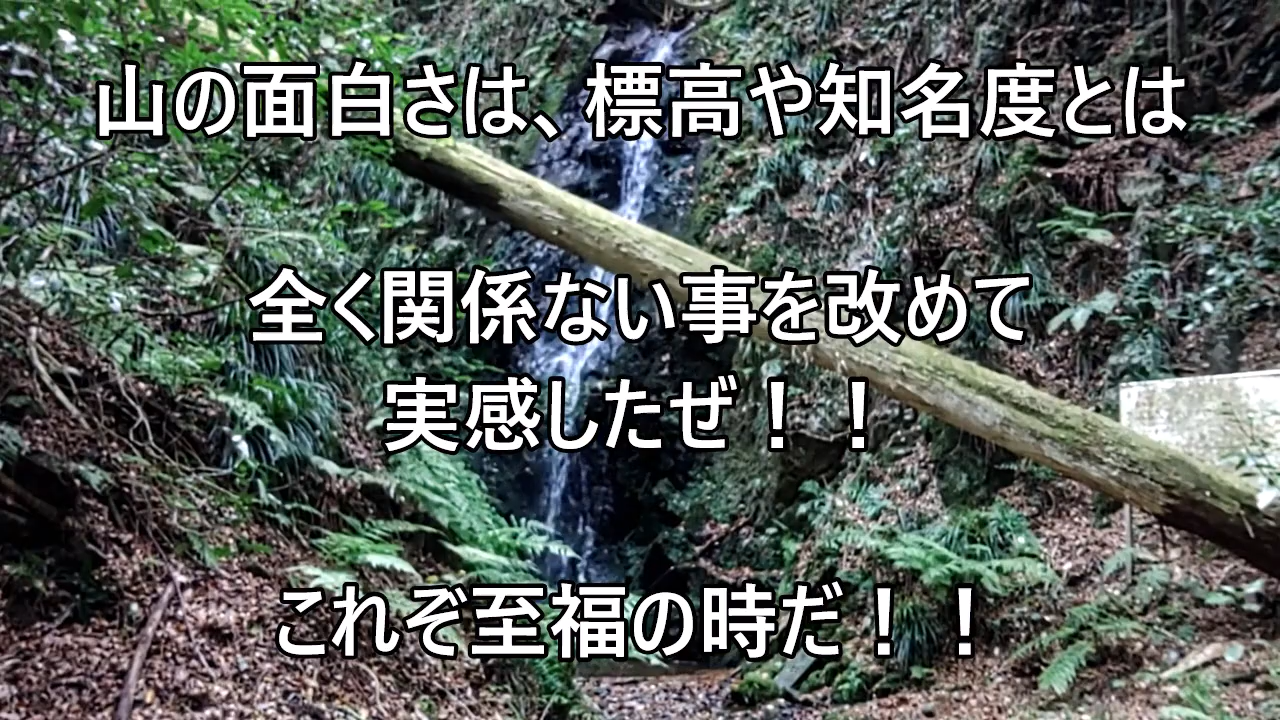 山の面白さは、標高や知名度とは
全く関係ない事を改めて
実感したぜ！！
これぞ至福の時だ！！